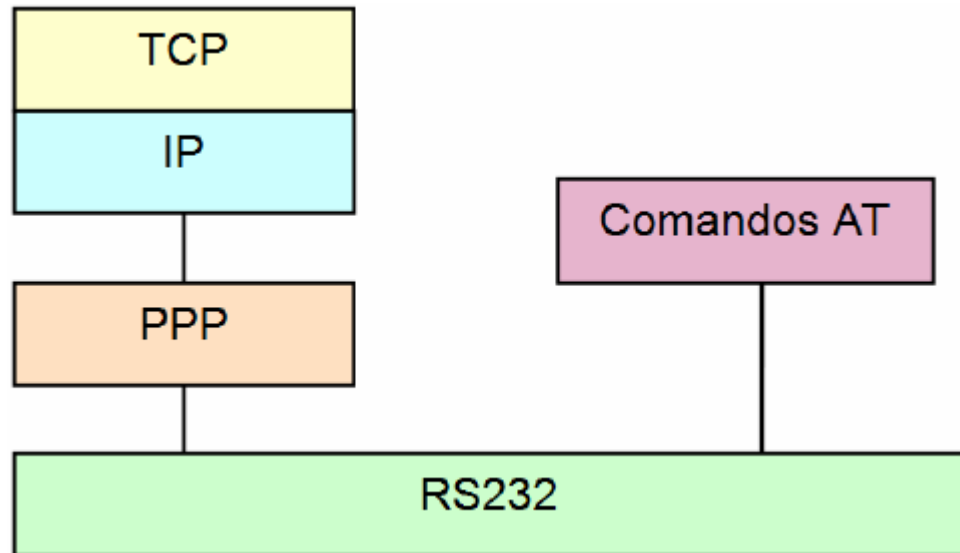 TCP
IP
Comandos AT
PPP
RS232